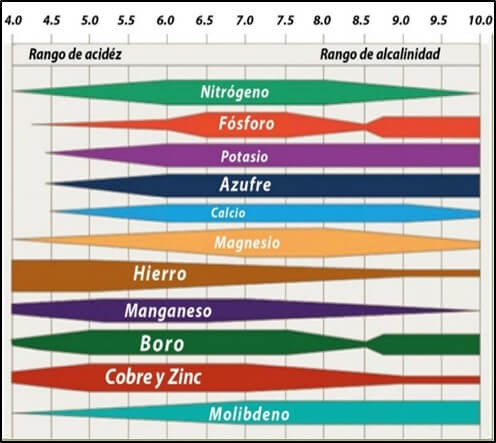 4.0 4.5 5.0 5.5 6.0 6.5 7.0 7.5 8.0 8.5 9.0 9.5 10.0
Rango de acidéz Rango de alcalinidad
Nitrógeno
Fósforo
Potasio
Azufre
Calcio
Magnesio
Hierro
Manganeso
Boro
Cobre y Zinc
Molibdeno